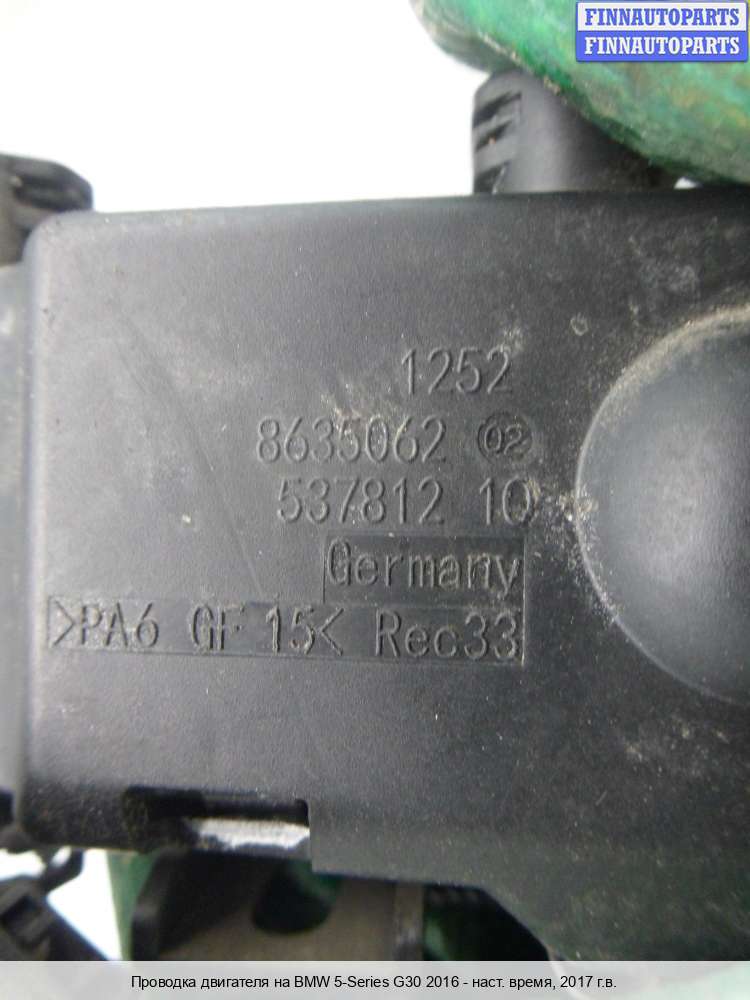 FINNAUTOPARTS
FINNAUTOPARTS
1252
8635062 02
537812 10
Germany
>PA6 GF 15< Rec33
Проводка двигателя на BMW 5-Series G30 2016 - наст. время, 2017 г.в.